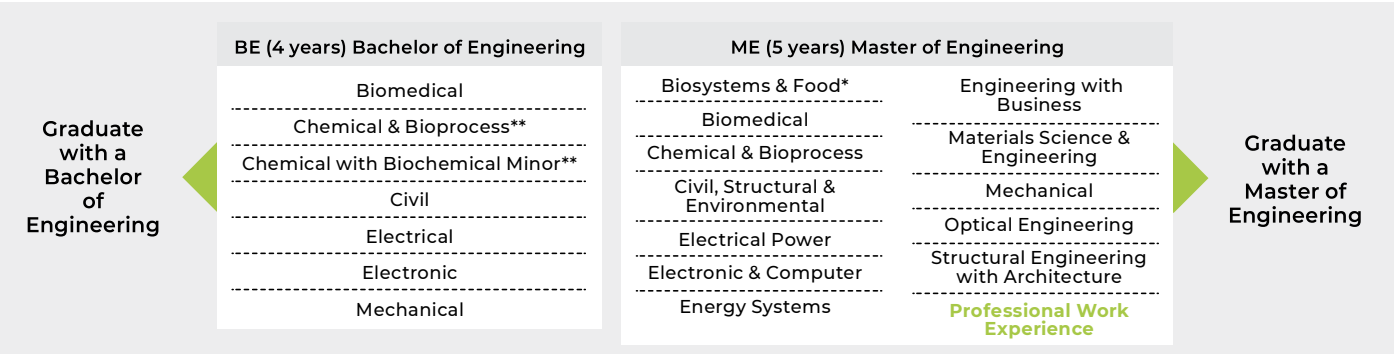 Graduate
with a
Bachelor
of
Engineering
BE (4 years) Bachelor of Engineering
Biomedical
Chemical & Bioprocess**
Chemical with Biochemical Minor**
Civil
Electrical
Electronic
Mechanical
ME (5 years) Master of Engineering
Biosystems & Food*
Biomedical
Chemical & Bioprocess
Civil, Structural &
Environmental
Electrical Power
Electronic & Computer
Energy Systems
Engineering with
Business
Materials Science &
Engineering
Mechanical
Optical Engineering
Structural Engineering
with Architecture
Professional Work
Experience
Graduate
with a
Master of
Engineering